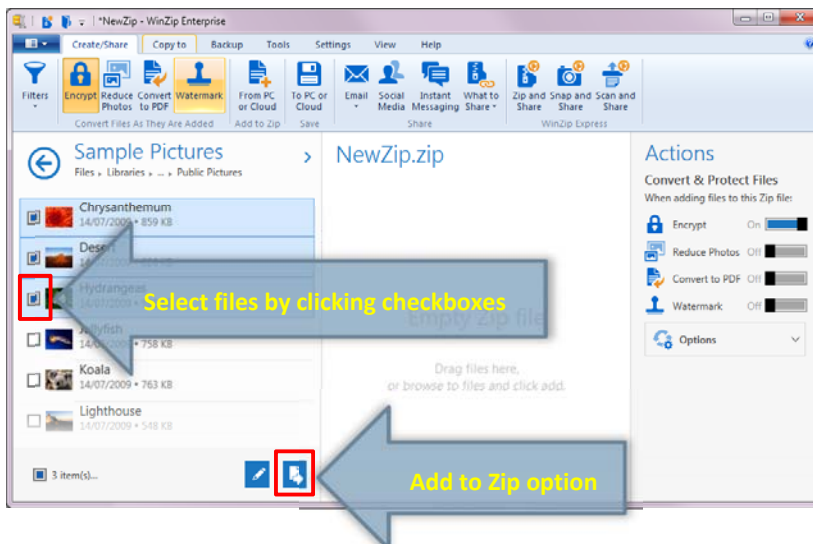 *NewZip - WinZip Enterprise
Create/Share Copy to Backup Tools Settings View Help
Filters
Encrypt Reduce Photos Convert to PDF Watermark
From PC or Cloud
To PC or Cloud
Email Social Media Instant Messaging What to Share
Zip and Share Snap and Share Scan and Share
Convert Files As They Are Added Add to Zip Save Share WinZip Express
Sample Pictures
Files Libraries ... Public Pictures
NewZip.zip
Chrysanthemum
14/07/2009 • 859 KB
Desert
Hydrangeas
Select files by clicking checkboxes
Jellyfish
14/07/2009 • 758 KB
Koala
14/07/2009 • 763 KB
Lighthouse
14/07/2009 • 548 KB
3 item(s)...
Empty Zip file
Drag files here,
or browse to files and click add.
Add to Zip option
Actions
Convert & Protect Files
When adding files to this Zip file:
Encrypt On
Reduce Photos Off
Convert to PDF Off
Watermark Off
Options